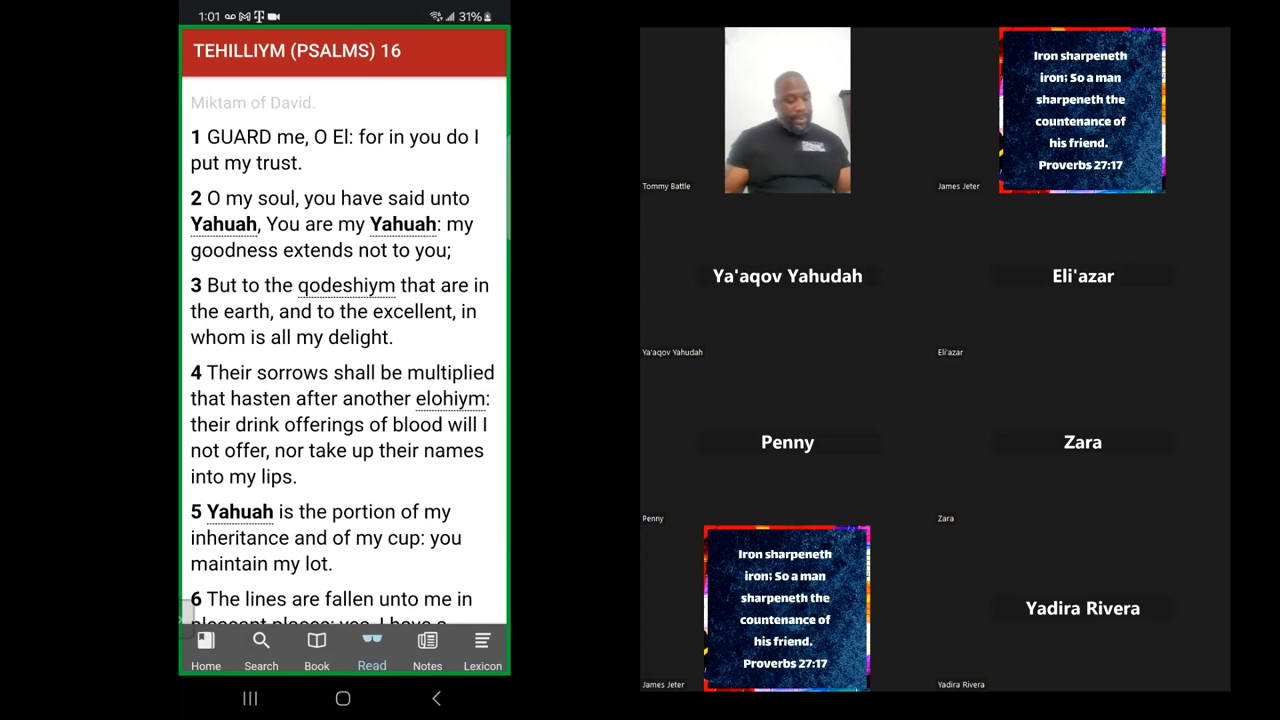 1:01
31%
TEHILLIYM (PSALMS) 16
Miktam of David.
1 GUARD me, O El: for in you do I
put my trust.
2 O my soul, you have said unto
Yahuah, You are my Yahuah: my
goodness extends not to you;
3 But to the qodeshiym that are in
the earth, and to the excellent, in
whom is all my delight.
4 Their sorrows shall be multiplied
that hasten after another elohiym:
their drink offerings of blood will I
not offer, nor take up their names
into my lips.
5 Yahuah is the portion of my
inheritance and of my cup: you
maintain my lot.
6 The lines are fallen unto me in
Home Search Book Read Notes Lexicon
Tommy Battle
Iron sharpeneth
iron; So a man
sharpeneth the
countenance of
his friend.
Proverbs 27:17
James Jeter
Ya'aqov Yahudah
Ya'aqov Yahudah
Eli'azar
Eli'azar
Penny
Penny
Zara
Zara
Iron sharpeneth
iron; So a man
sharpeneth the
countenance of
his friend.
Proverbs 27:17
James Jeter
Yadira Rivera
Yadira Rivera